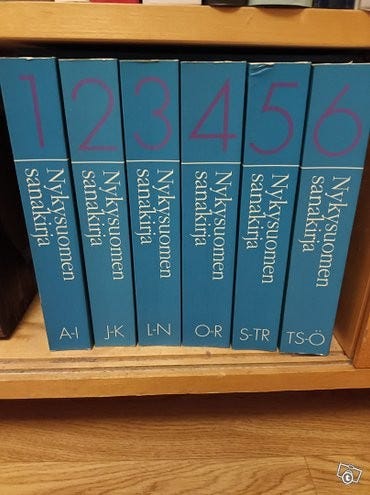 1
Nykysuomen
sanakirja
A-I
2
Nykysuomen
sanakirja
J-K
3
Nykysuomen
sanakirja
L-N
4
Nykysuomen
sanakirja
O-R
5
Nykysuomen
sanakirja
S-TR
6
Nykysuomen
sanakirja
TS-Ö